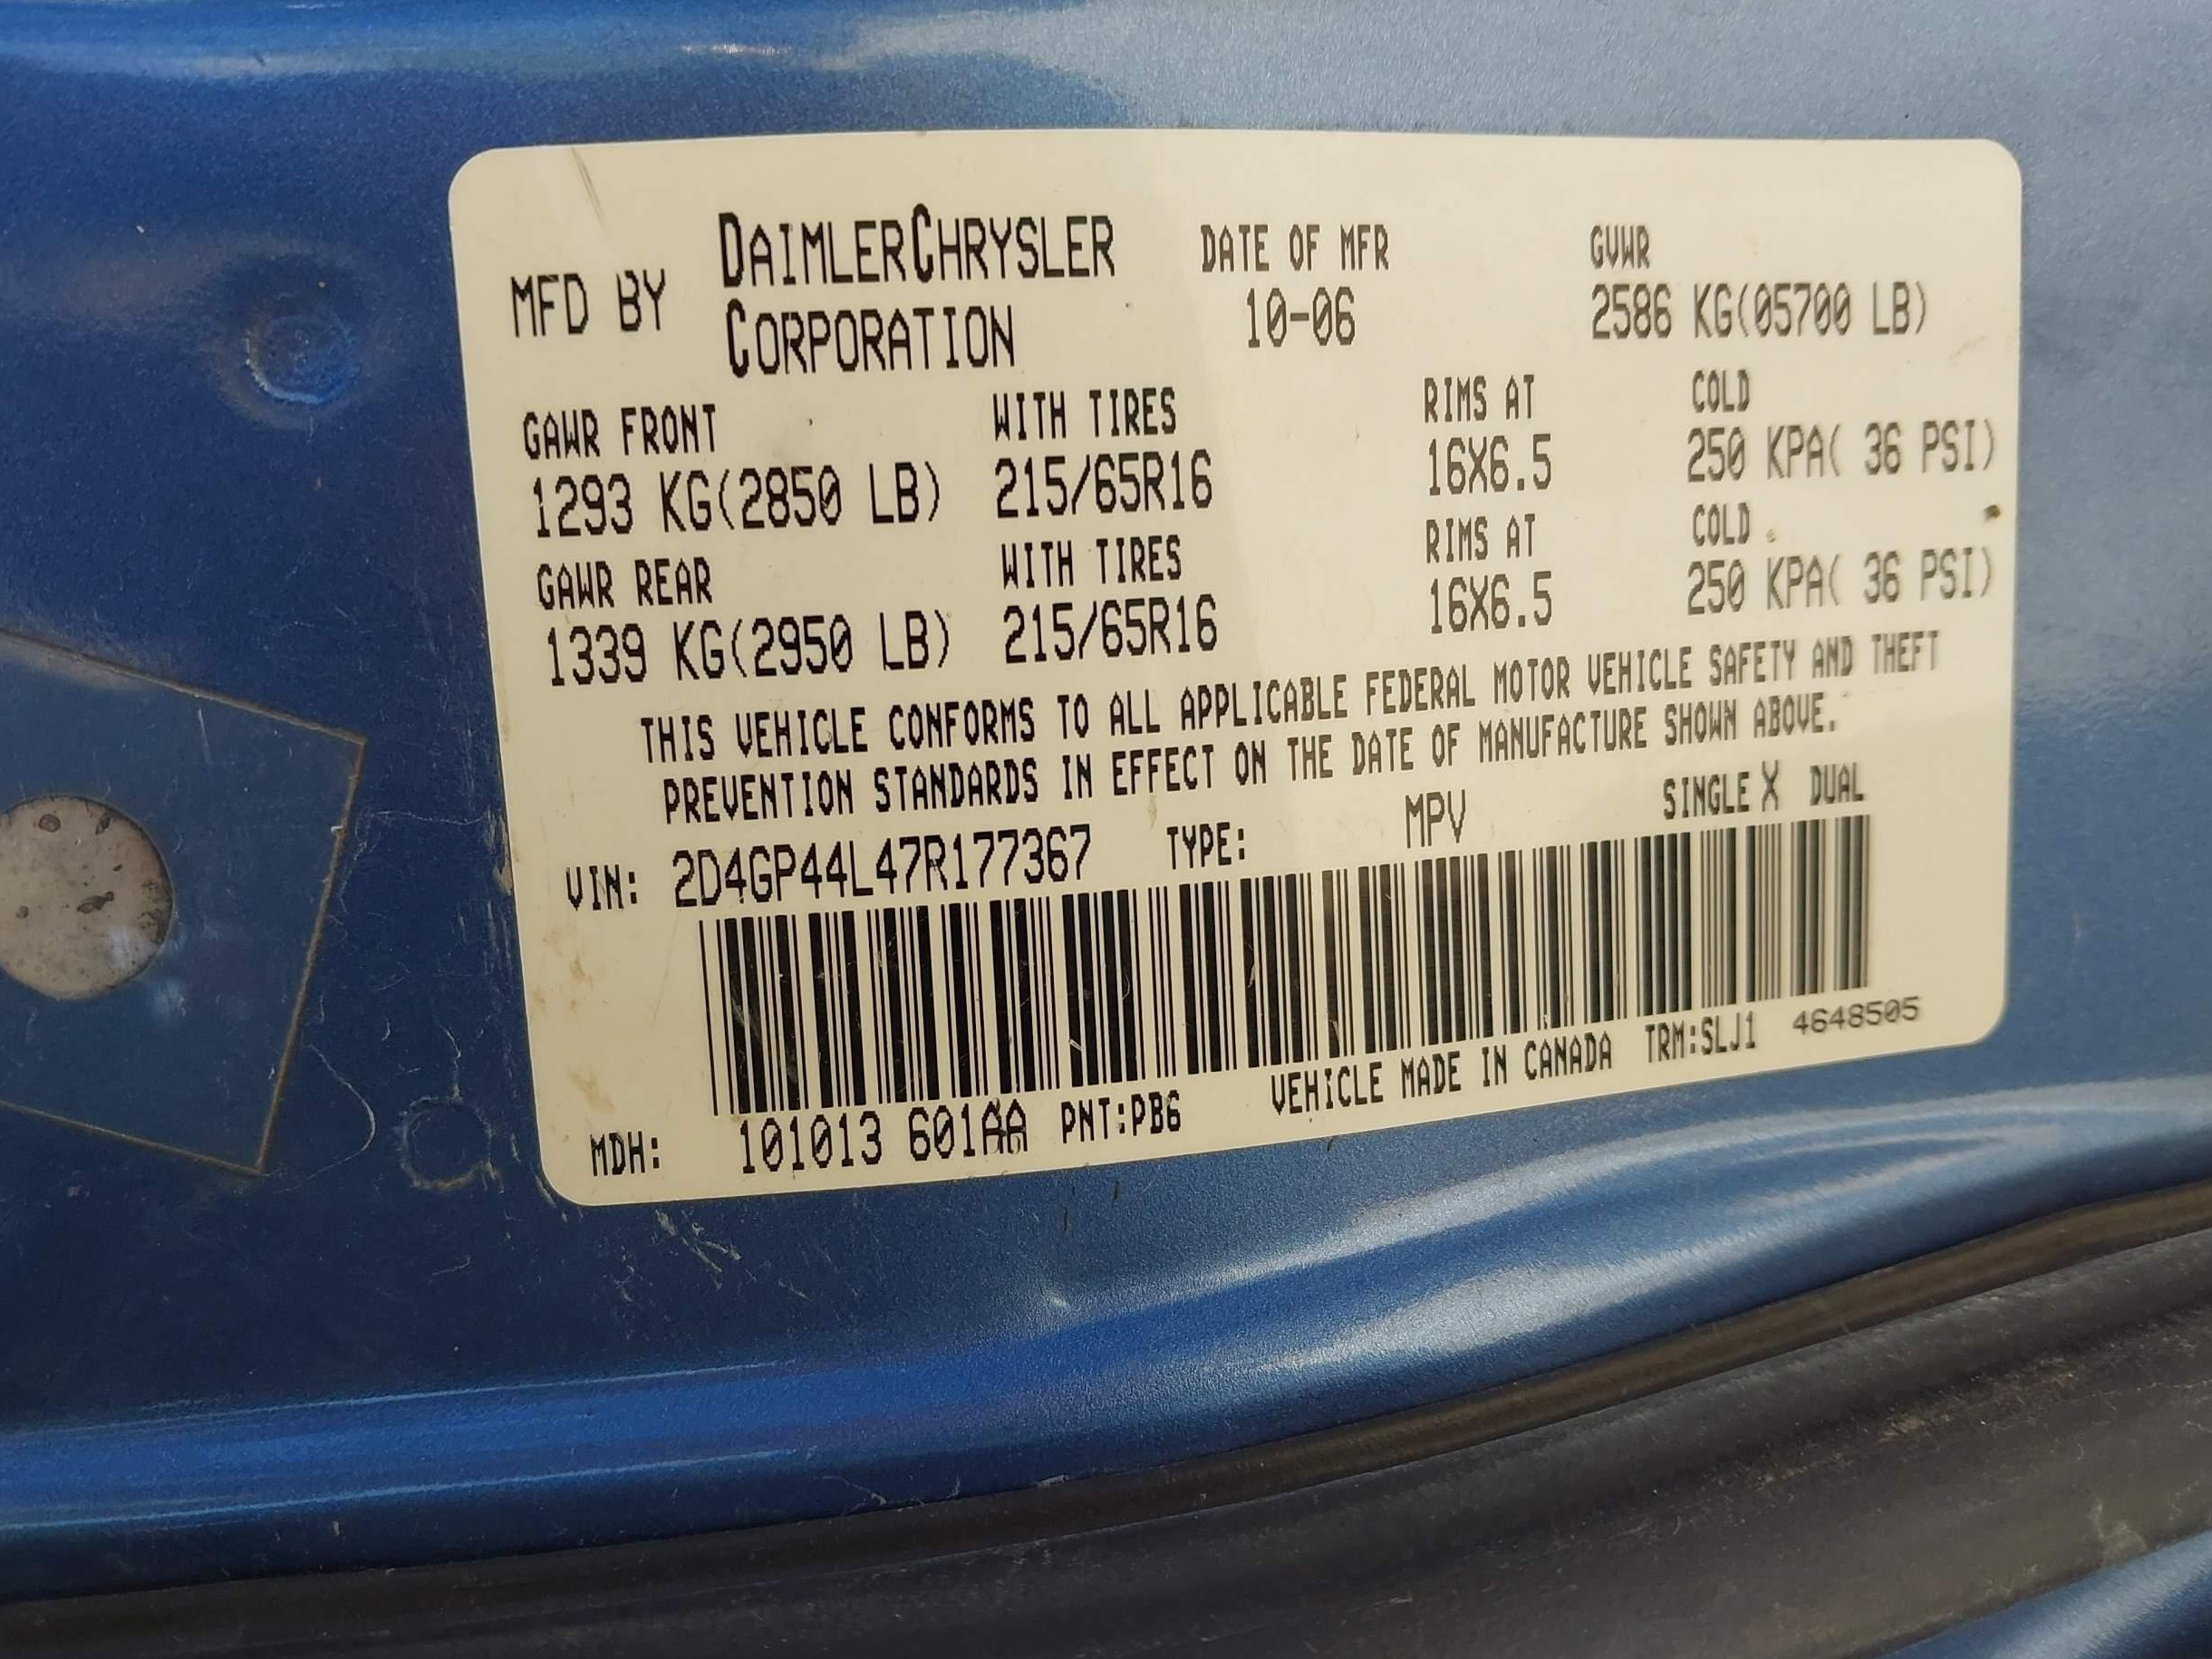 MFD BY DAIMLERCHRYSLER CORPORATION DATE OF MFR 10-06 GVWR 2586 KG(05700 LB)
GAWR FRONT WITH TIRES RIMS AT COLD
1293 KG(2850 LB) 215/65R16 16X6.5 250 KPA( 36 PSI)
GAWR REAR WITH TIRES RIMS AT COLD
1339 KG(2950 LB) 215/65R16 16X6.5 250 KPA( 36 PSI)
THIS VEHICLE CONFORMS TO ALL APPLICABLE FEDERAL MOTOR VEHICLE SAFETY AND THEFT
PREVENTION STANDARDS IN EFFECT ON THE DATE OF MANUFACTURE SHOWN ABOVE.
VIN: 2D4GP44L47R177367 TYPE: MPV SINGLE X DUAL
MDH: 101013 601AA PNT:PB6 VEHICLE MADE IN CANADA TRM:SLJ1 4648505